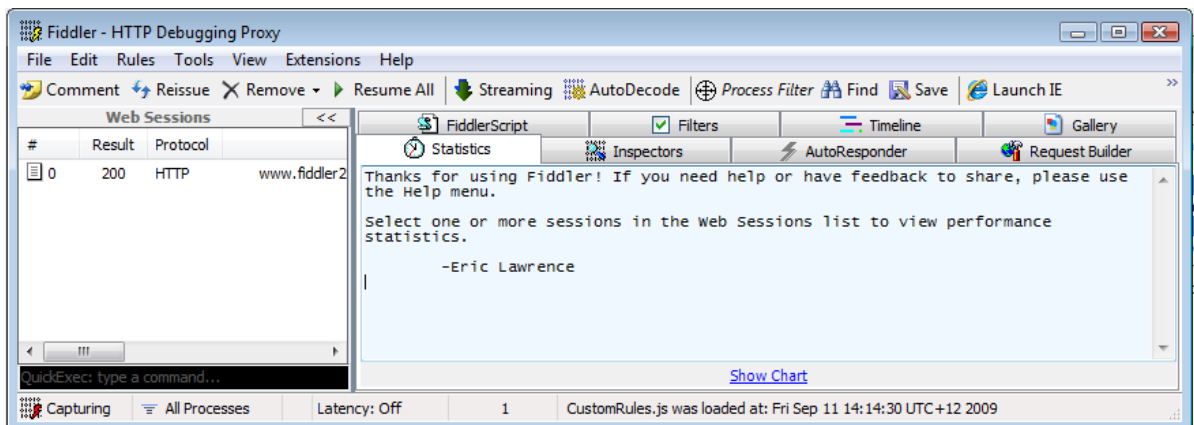 Fiddler - HTTP Debugging Proxy
File Edit Rules Tools View Extensions Help
Comment Reissue Remove Resume All Streaming AutoDecode Process Filter Find Save Launch IE »
Web Sessions <<
# Result Protocol
0 200 HTTP www.fiddler2
QuickExec: type a command...
FiddlerScript Filters Timeline Gallery
Statistics Inspectors AutoResponder Request Builder
Thanks for using Fiddler! If you need help or have feedback to share, please use
the Help menu.
Select one or more sessions in the Web Sessions list to view performance
statistics.
-Eric Lawrence
Show Chart
Capturing All Processes Latency: Off 1 CustomRules.js was loaded at: Fri Sep 11 14:14:30 UTC+12 2009